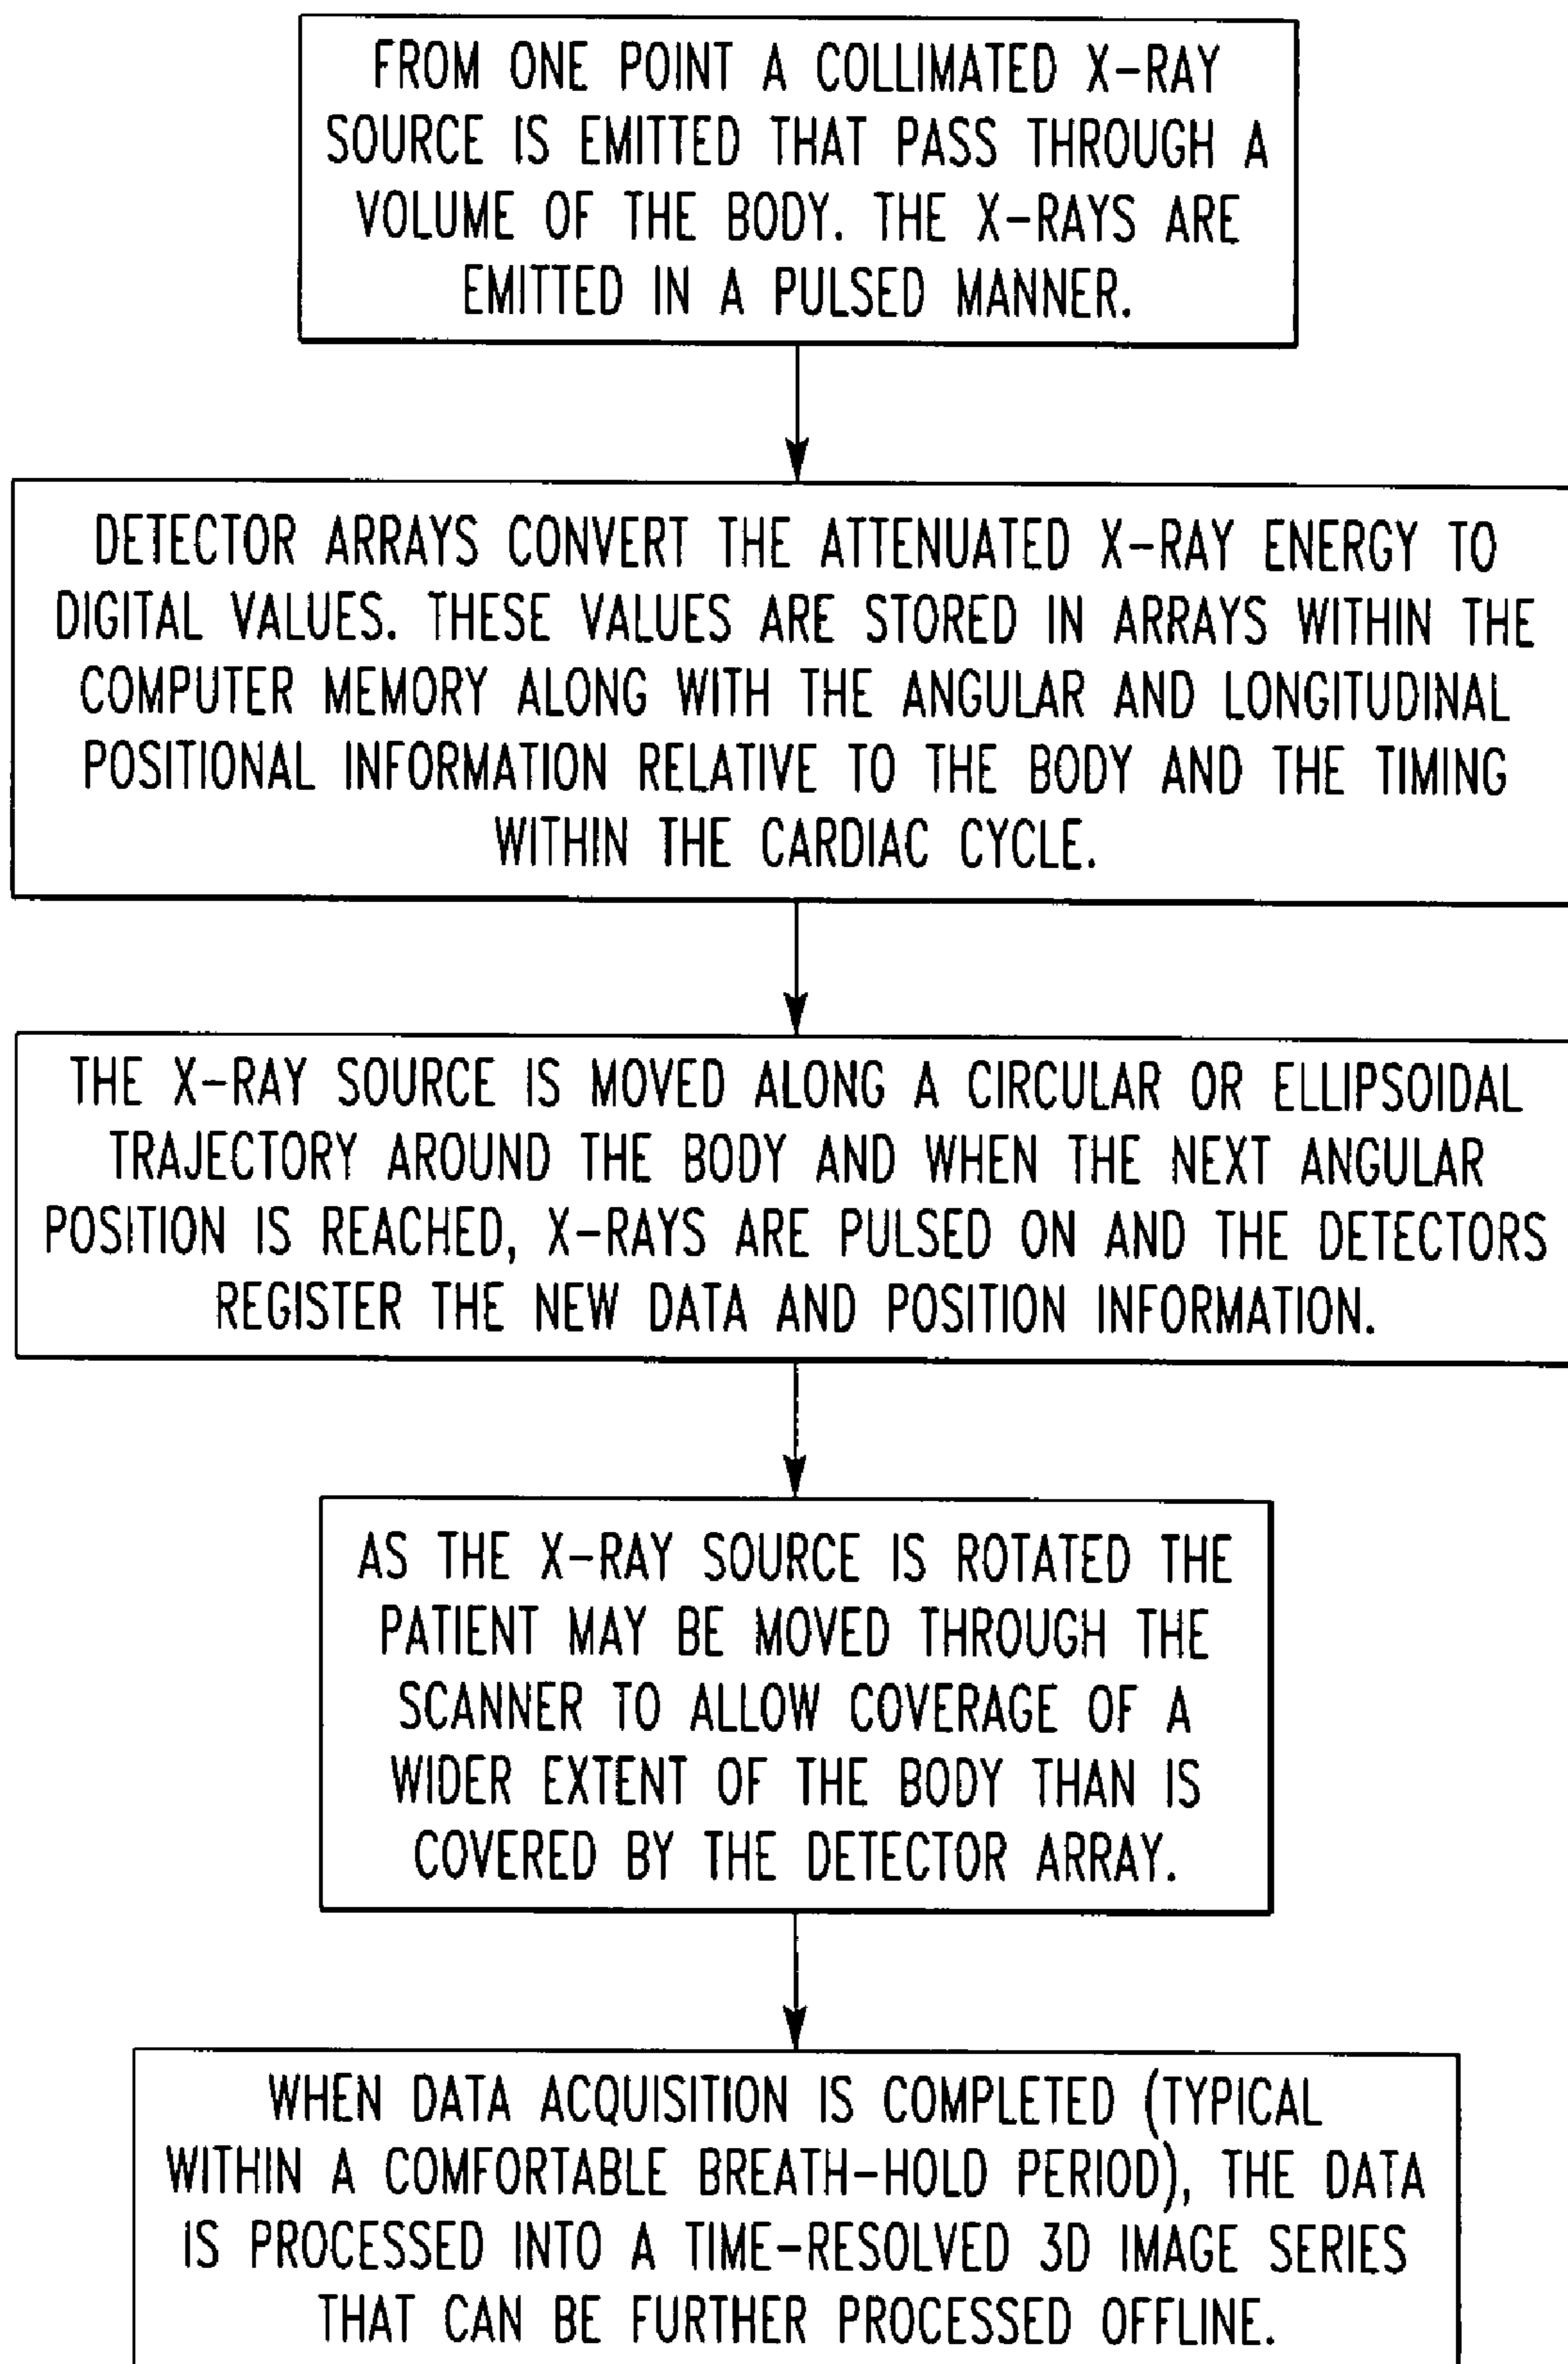 FROM ONE POINT A COLLIMATED X-RAY
SOURCE IS EMITTED THAT PASS THROUGH A
VOLUME OF THE BODY. THE X-RAYS ARE
EMITTED IN A PULSED MANNER.
DETECTOR ARRAYS CONVERT THE ATTENUATED X-RAY ENERGY TO
DIGITAL VALUES. THESE VALUES ARE STORED IN ARRAYS WITHIN THE
COMPUTER MEMORY ALONG WITH THE ANGULAR AND LONGITUDINAL
POSITIONAL INFORMATION RELATIVE TO THE BODY AND THE TIMING
WITHIN THE CARDIAC CYCLE.
THE X-RAY SOURCE IS MOVED ALONG A CIRCULAR OR ELLIPSOIDAL
TRAJECTORY AROUND THE BODY AND WHEN THE NEXT ANGULAR
POSITION IS REACHED, X-RAYS ARE PULSED ON AND THE DETECTORS
REGISTER THE NEW DATA AND POSITION INFORMATION.
AS THE X-RAY SOURCE IS ROTATED THE
PATIENT MAY BE MOVED THROUGH THE
SCANNER TO ALLOW COVERAGE OF A
WIDER EXTENT OF THE BODY THAN IS
COVERED BY THE DETECTOR ARRAY.
WHEN DATA ACQUISITION IS COMPLETED (TYPICAL
WITHIN A COMFORTABLE BREATH-HOLD PERIOD), THE DATA
IS PROCESSED INTO A TIME-RESOLVED 3D IMAGE SERIES
THAT CAN BE FURTHER PROCESSED OFFLINE.